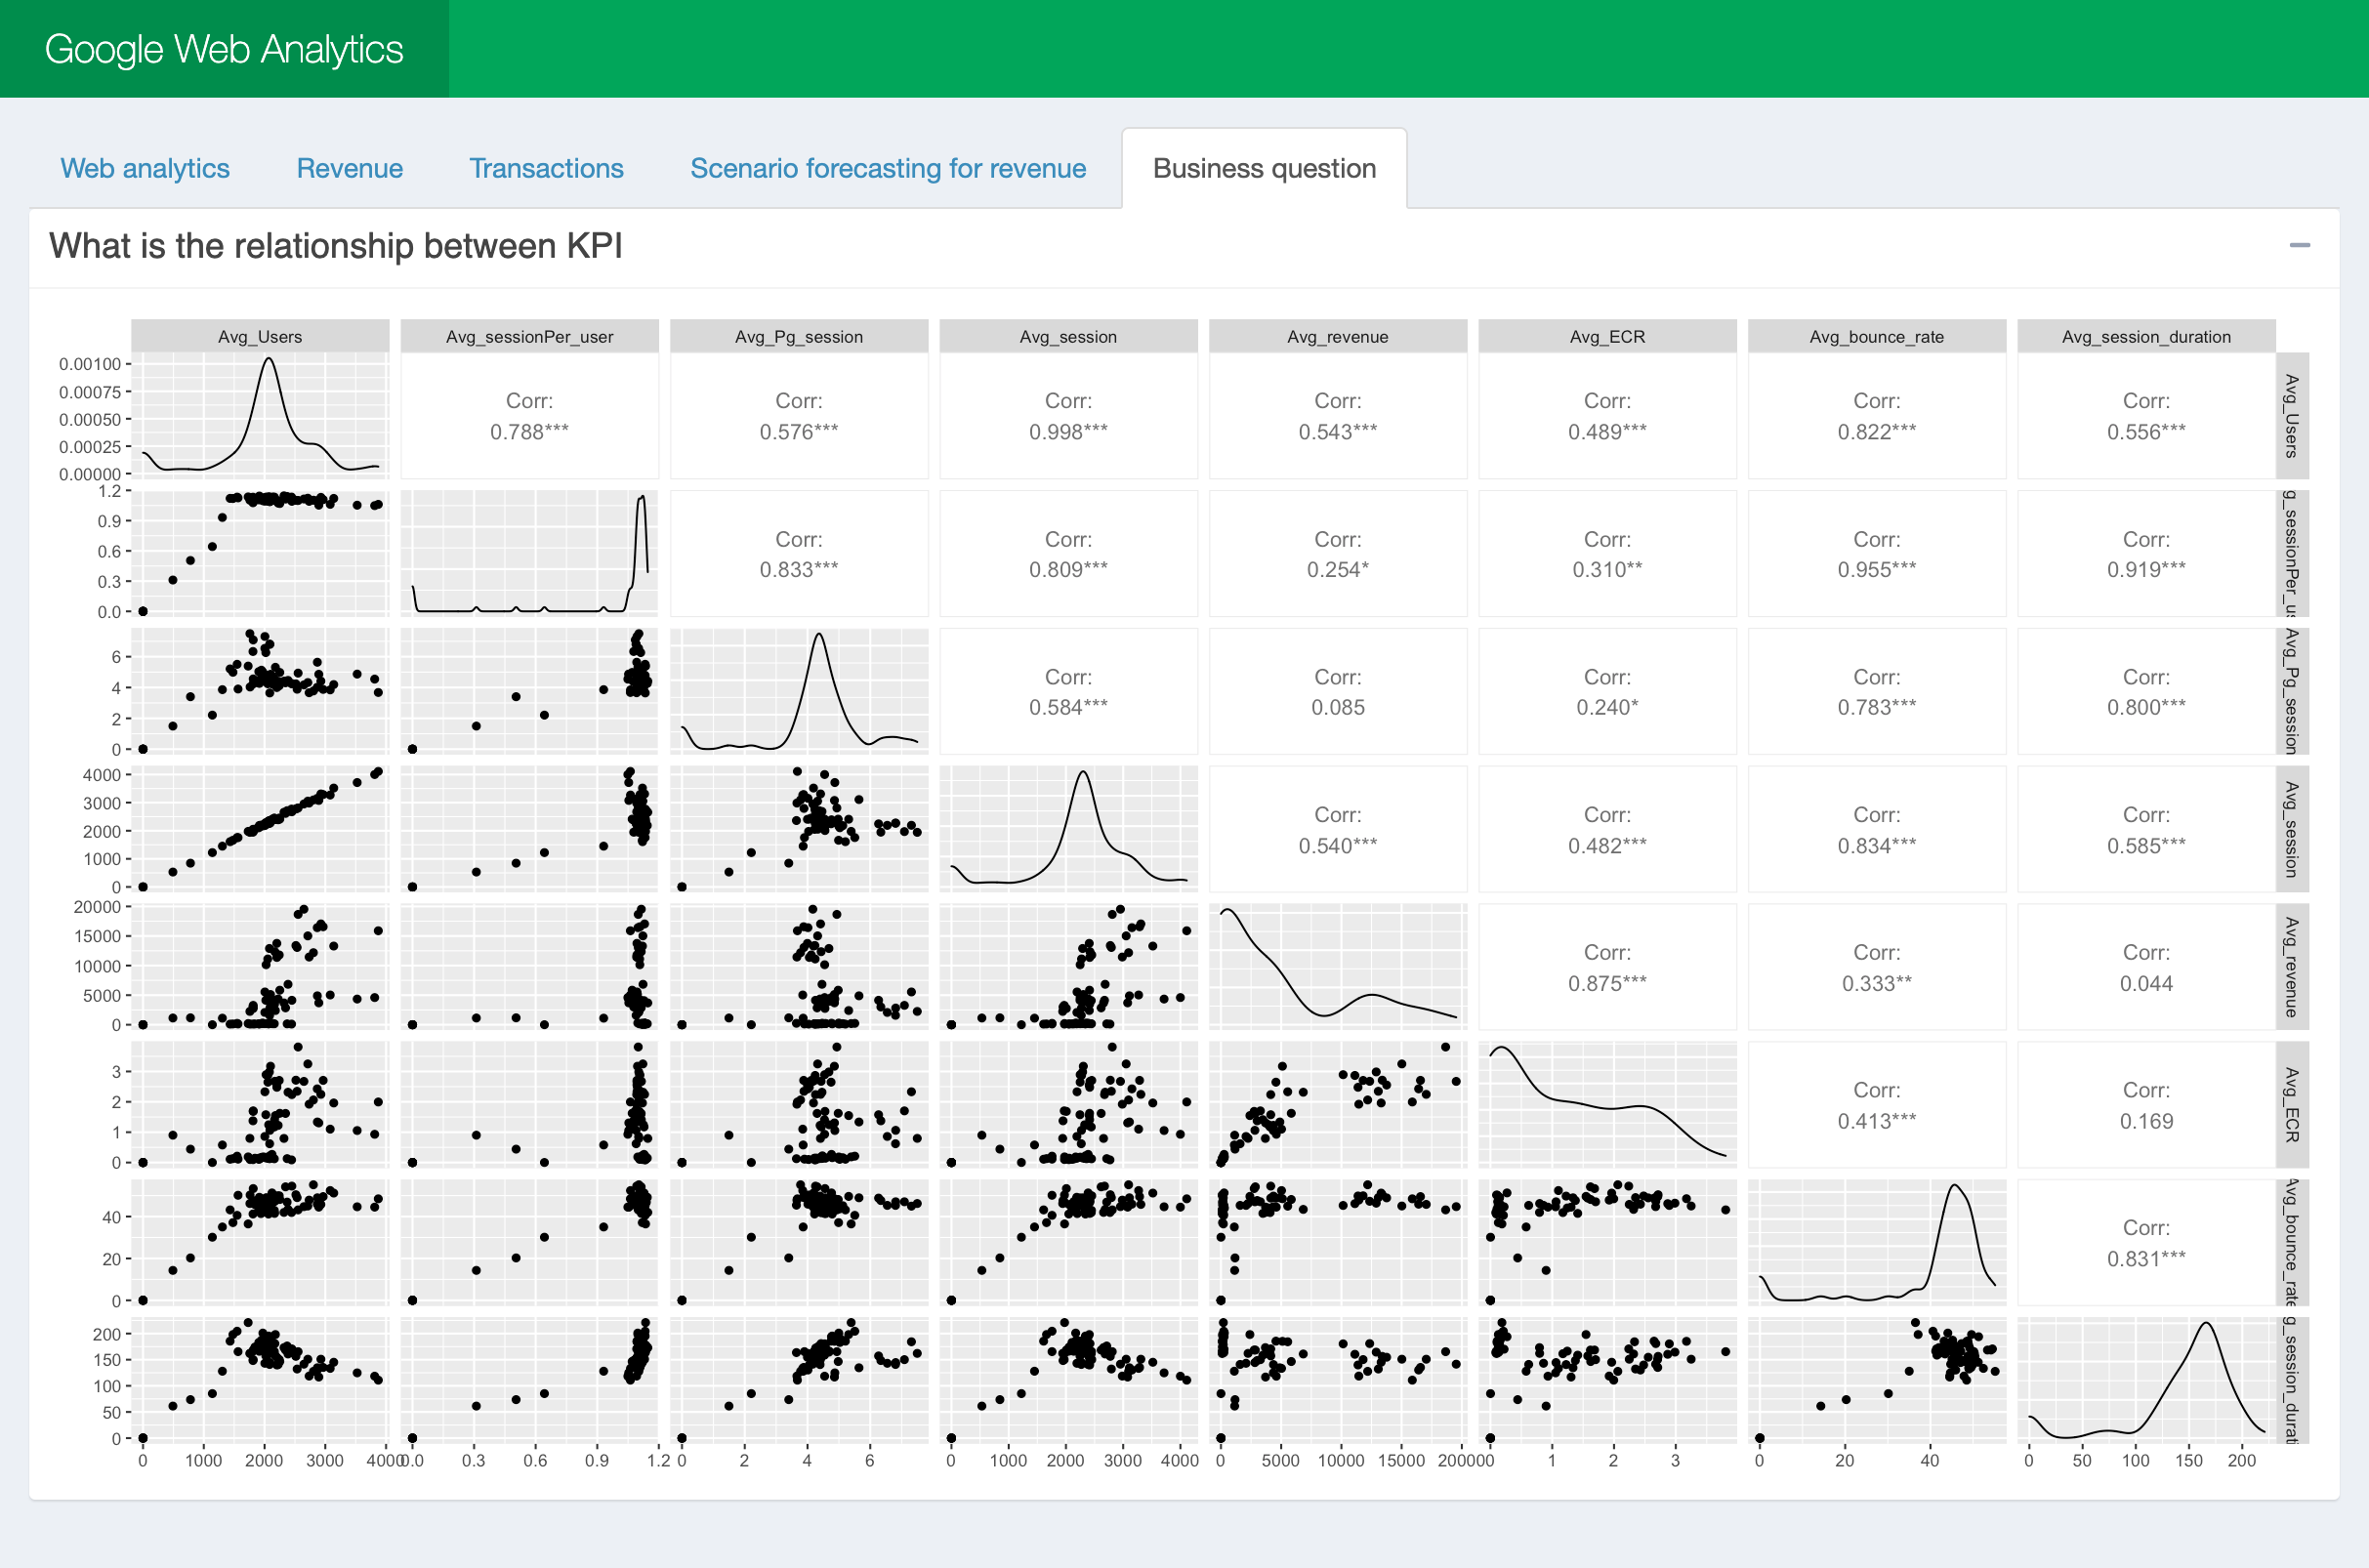 Google Web Analytics
Web analytics Revenue Transactions Scenario forecasting for revenue Business question
What is the relationship between KPI
Avg_Users Avg_sessionPer_user Avg_Pg_session Avg_session Avg_revenue Avg_ECR Avg_bounce_rate Avg_session_duration
0.00100
0.00075
0.00050
0.00025
0.00000
Corr: Corr: Corr: Corr: Corr: Corr: Corr:
0.788*** 0.576*** 0.998*** 0.543*** 0.489*** 0.822*** 0.556***
Avg_Users
1.2
0.9
0.6
0.3
0.0
Corr: Corr: Corr: Corr: Corr: Corr:
0.833*** 0.809*** 0.254* 0.310** 0.955*** 0.919***
g_sessionPer_us
6
4
2
0
Corr: Corr: Corr: Corr: Corr:
0.584*** 0.085 0.240* 0.783*** 0.800***
Avg_Pg_session
4000
3000
2000
1000
0
Corr: Corr: Corr: Corr:
0.540*** 0.482*** 0.834*** 0.585***
Avg_session
20000
15000
10000
5000
0
Corr: Corr: Corr:
0.875*** 0.333** 0.044
Avg_revenue
3
2
1
0
Corr: Corr:
0.413*** 0.169
Avg_ECR
40
20
0
Corr:
0.831***
Avg_bounce_rate
200
150
100
50
0
g_session_durati
0 1000 2000 3000 4000 0.0 0.3 0.6 0.9 1.2 0 2 4 6 0 1000 2000 3000 4000 0 5000 10000 15000 20000 0 1 2 3 0 20 40 0 50 100 150 200